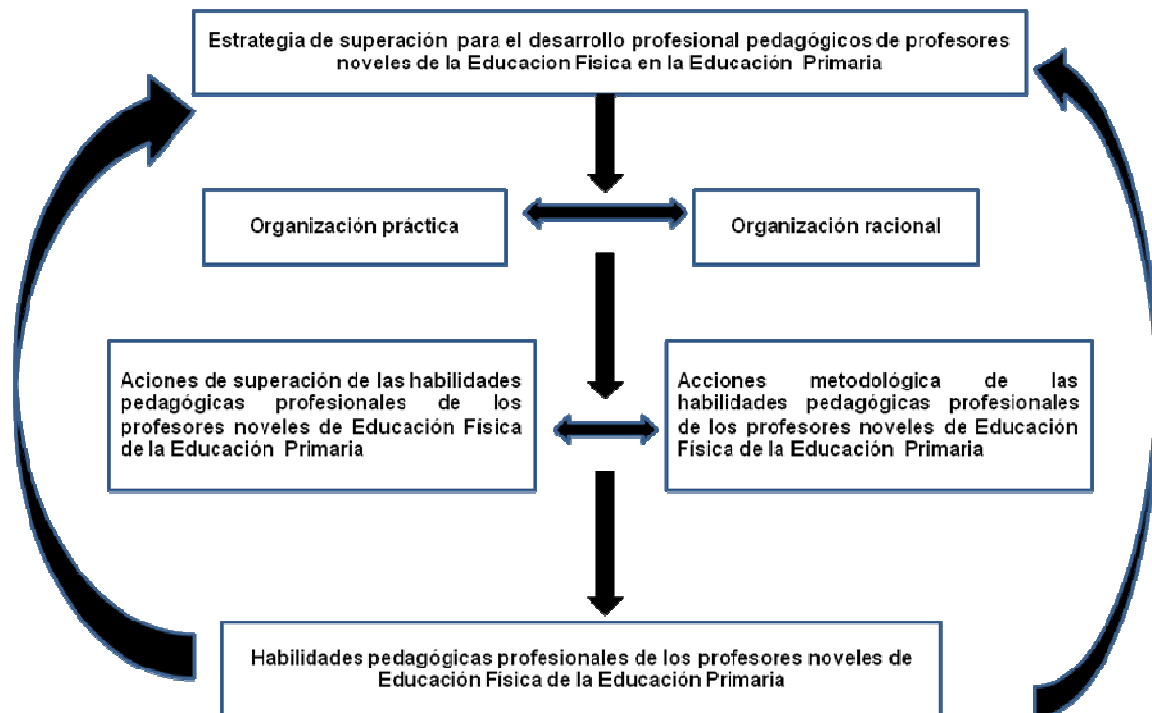 Estrategia de superación para el desarrollo profesional pedagógicos de profesores
noveles de la Educacion Física en la Educación Primaria
Organización práctica
Organización racional
Aciones de superación de las habilidades
pedagógicas profesionales de los
profesores noveles de Educación Física
de la Educación Primaria
Acciones metodológica de las
habilidades pedagógicas profesionales
de los profesores noveles de Educación
Física de la Educación Primaria
Habilidades pedagógicas profesionales de los profesores noveles de
Educación Física de la Educación Primaria